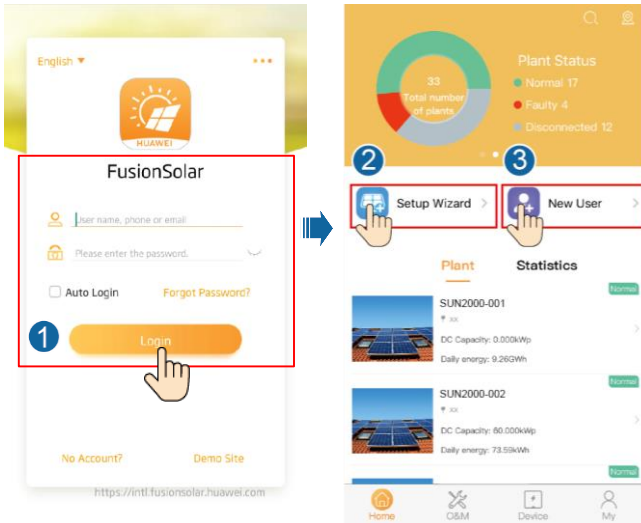 English ▼
HUAWEI
FusionSolar
User name, phone or email
Please enter the password.
Auto Login
Forgot Password?
1
Login
No Account?
Demo Site
https://intl.fusionsolar.huawei.com
33
Total number
of plants
Plant Status
Normal 17
Faulty 4
Disconnected 12
2
Setup Wizard >
3
New User >
Plant
Statistics
Normal
SUN2000-001
xx
DC Capacity: 0.000kWp
Daily energy: 9.26GWh
Normal
SUN2000-002
xx
DC Capacity: 60.000kWp
Daily energy: 73.59kWh
Normal
Home
O&M
Device
My